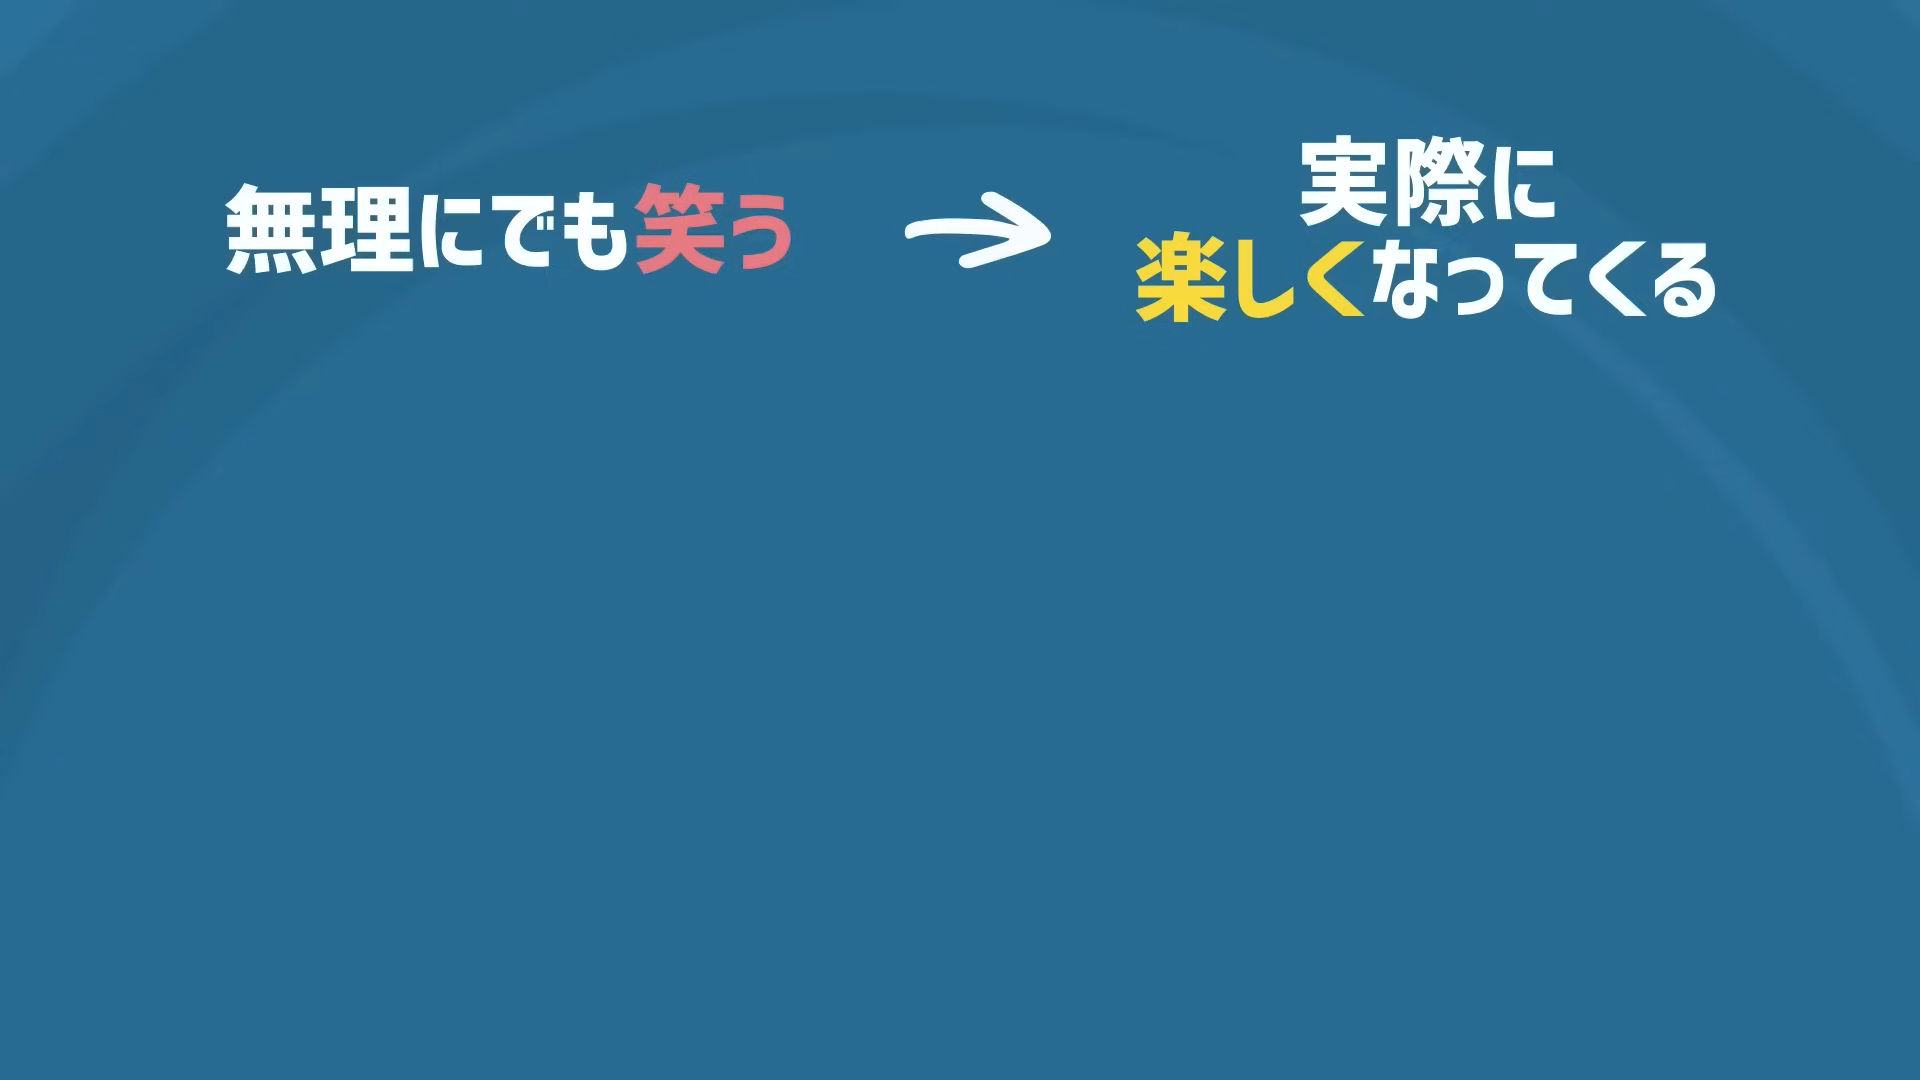 無理にでも笑う
実際に
楽しくなってくる